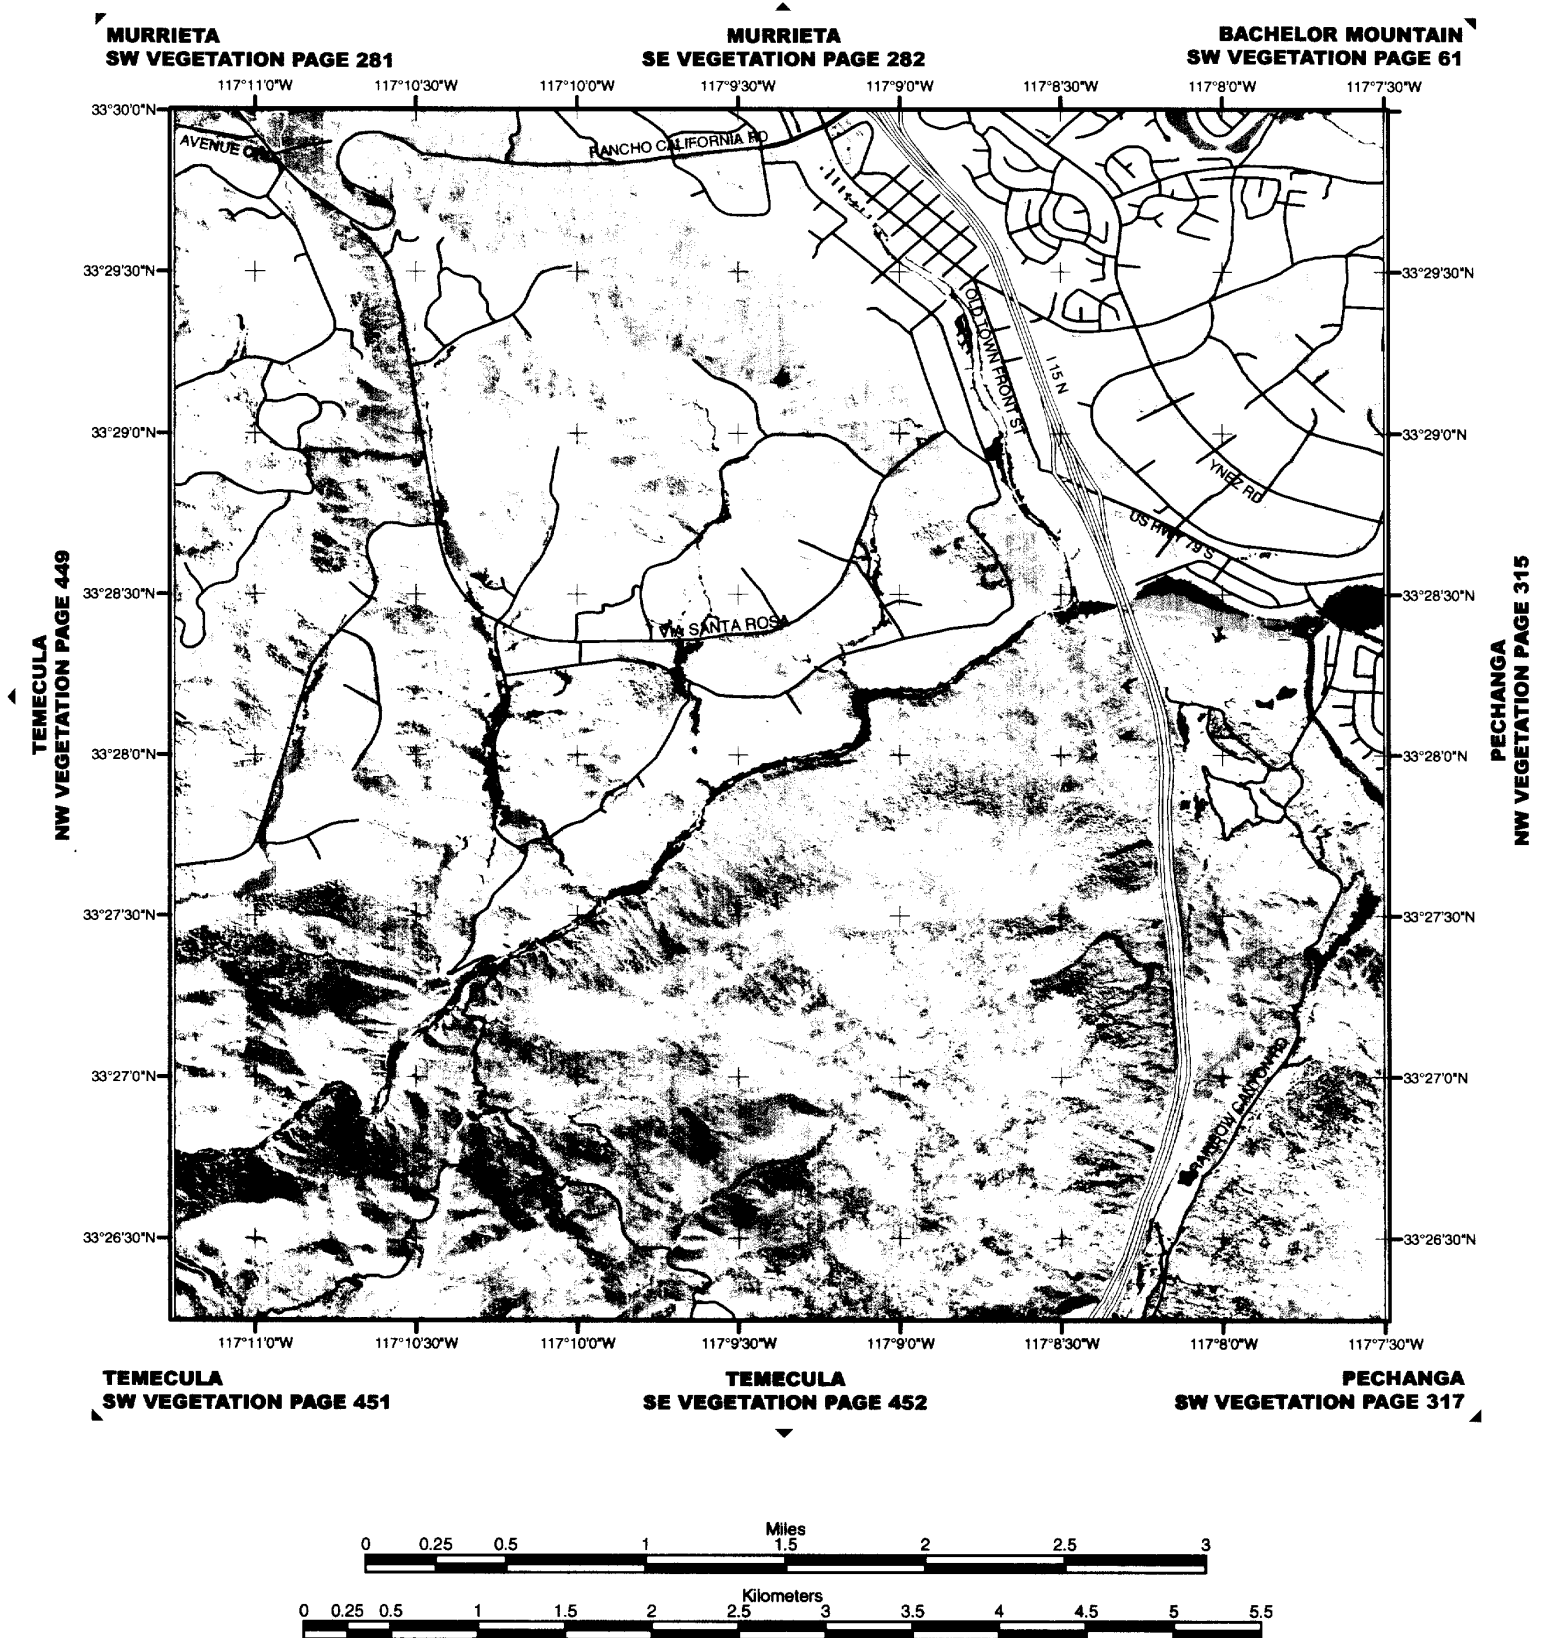 MURRIETA
SW VEGETATION PAGE 281
MURRIETA
SE VEGETATION PAGE 282
BACHELOR MOUNTAIN
SW VEGETATION PAGE 61
117°11'0"W
117°10'30"W
117°10'0"W
117°9'30"W
117°9'0"W
117°8'30"W
117°8'0"W
117°7'30"W
33°30'0"N
AVENUE
RANCHO CALIFORNIA RD
33°29'30"N
33°29'30"N
OLD TOWN FRONT ST
I 15 N
33°29'0"N
33°29'0"N
YNEZ RD
US HWY 79 S
33°28'30"N
33°28'30"N
VIA SANTA ROSA
TEMECULA
NW VEGETATION PAGE 449
PECHANGA
NW VEGETATION PAGE 315
33°28'0"N
33°28'0"N
33°27'30"N
33°27'30"N
33°27'0"N
33°27'0"N
RAINBOW CANYON RD
33°26'30"N
33°26'30"N
117°11'0"W
117°10'30"W
117°10'0"W
117°9'30"W
117°9'0"W
117°8'30"W
117°8'0"W
117°7'30"W
TEMECULA
SW VEGETATION PAGE 451
TEMECULA
SE VEGETATION PAGE 452
PECHANGA
SW VEGETATION PAGE 317
Miles
0 0.25 0.5 1 1.5 2 2.5 3
Kilometers
0 0.25 0.5 1 1.5 2 2.5 3 3.5 4 4.5 5 5.5